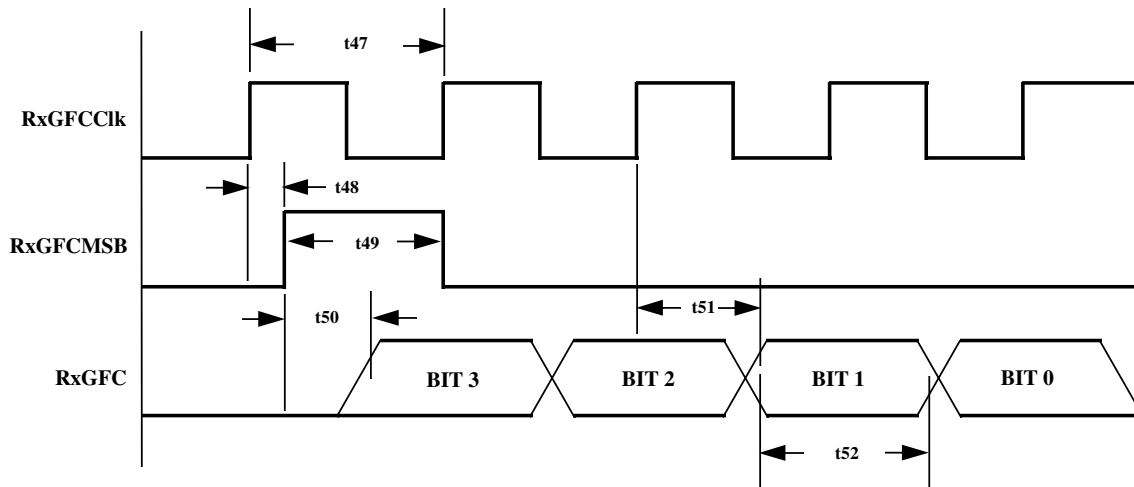 t47
RxGFCClk
t48
RxGFCMSB
t49
t50
t51
RxGFC
BIT 3
BIT 2
BIT 1
BIT 0
t52